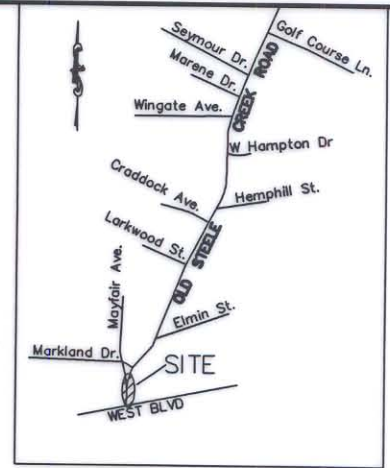 Seymour Dr.
Golf Course Ln.
Marene Dr.
Wingate Ave.
W Hampton Dr
Craddock Ave.
Hemphill St.
Larkwood St.
OLD STEELE CREEK ROAD
Mayfair Ave.
Elmin St.
Markland Dr.
SITE
WEST BLVD